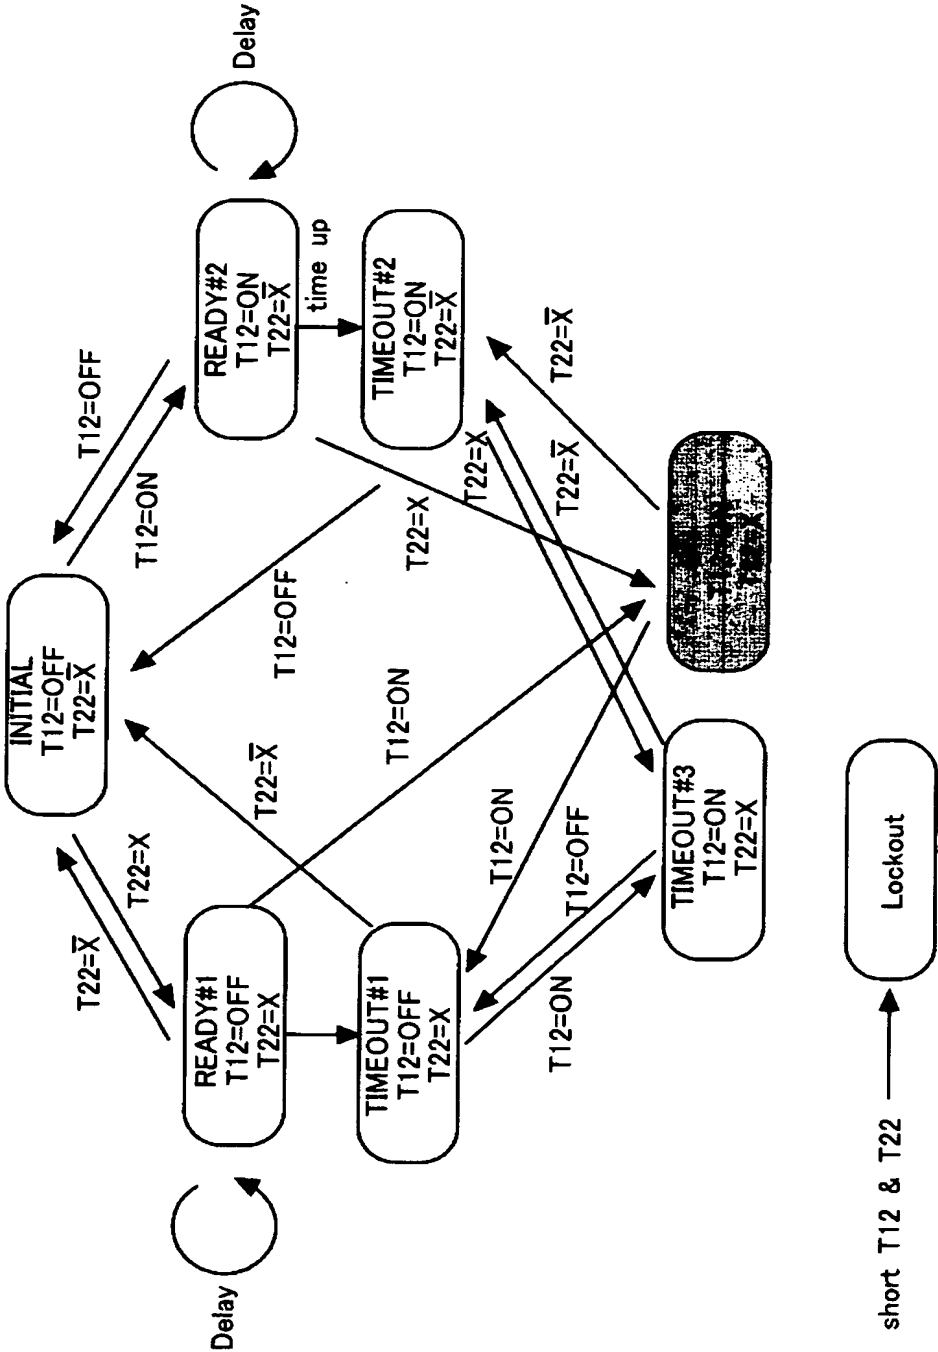 INITIAL
T12=OFF
T22=X̅
T22=X̅
T12=OFF
T22=X
T12=ON
Delay
Delay
READY#1
T12=OFF
T22=X
READY#2
T12=ON
T22=X̅
T22=X̅
T12=OFF
time up
TIMEOUT#1
T12=OFF
T22=X
TIMEOUT#2
T12=ON
T22=X̅
T12=ON
T22=X
T22=X
T12=ON
T12=ON
T12=OFF
T22=X̅
T22=X̅
TIMEOUT#3
T12=ON
T22=X
T22=X
short T12 & T22
Lockout